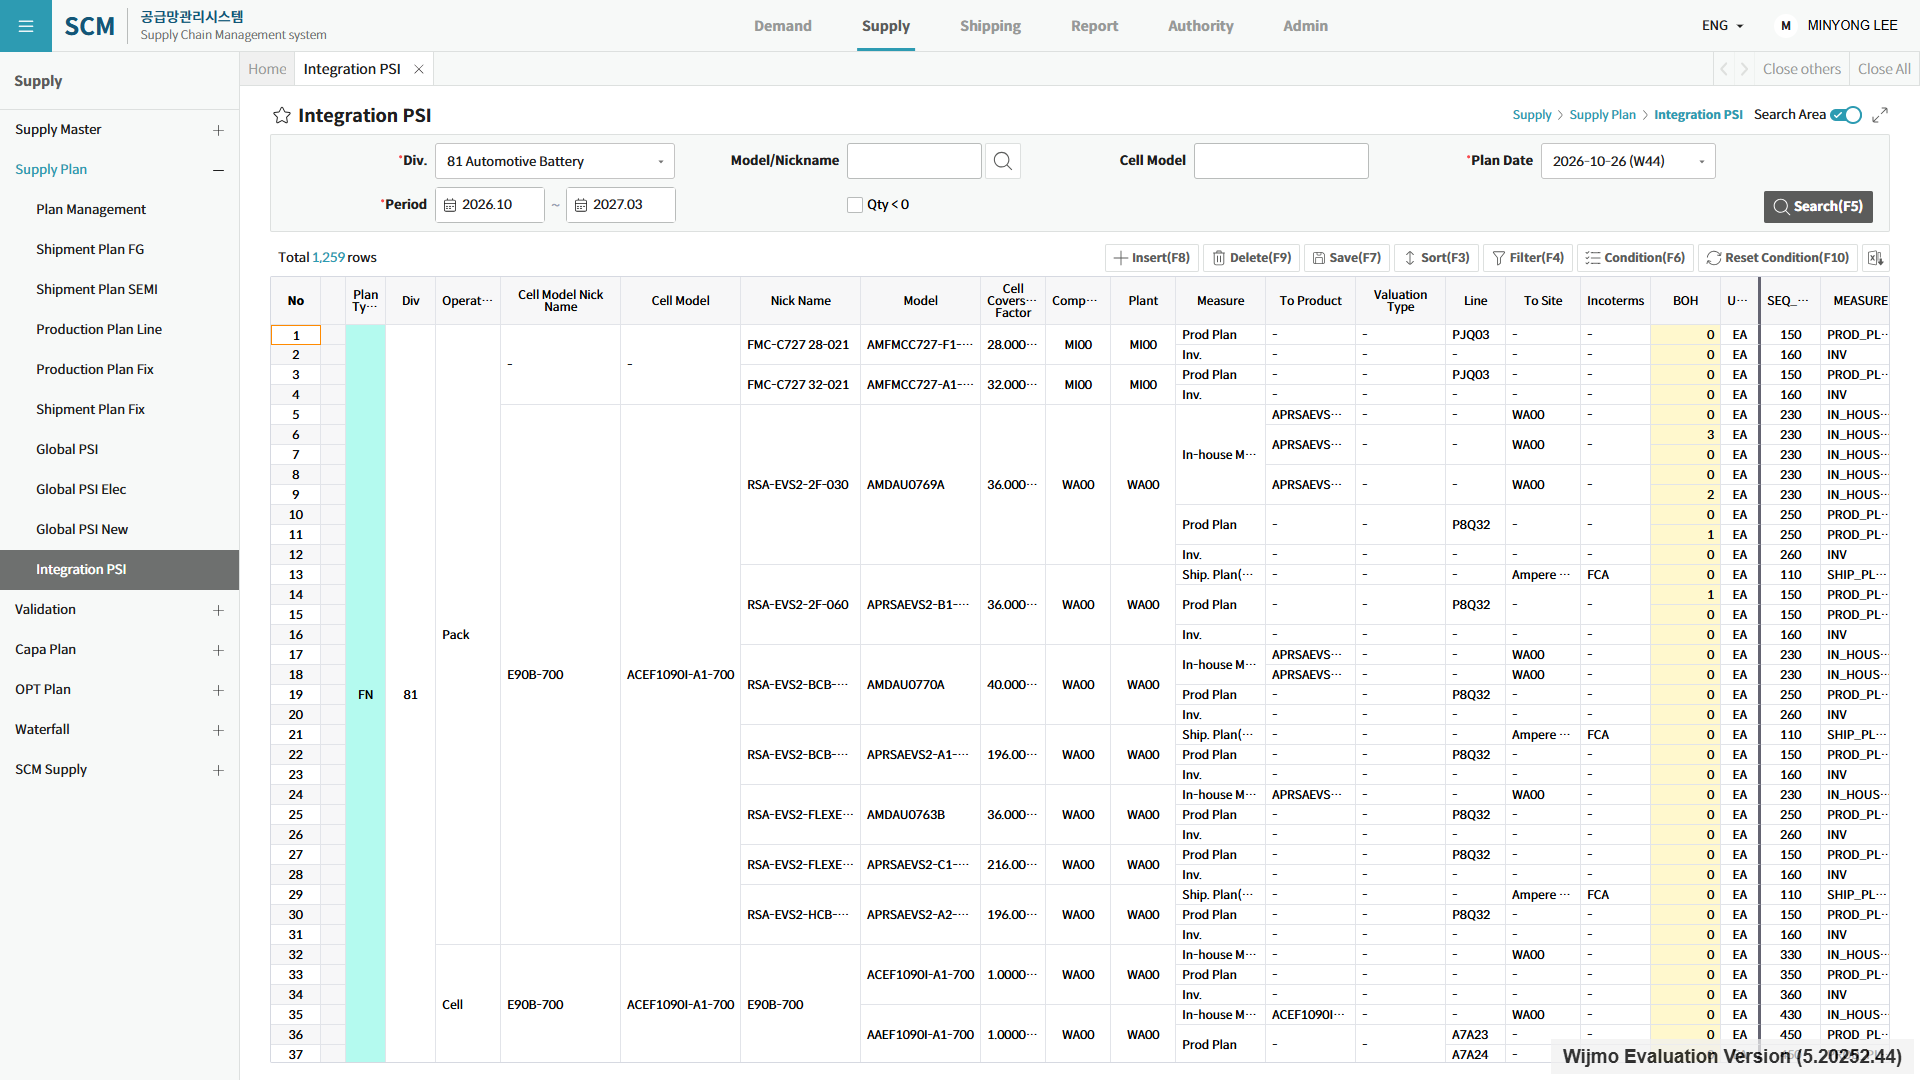 SCM 공급망관리시스템
Supply Chain Management system
Demand Supply Shipping Report Authority Admin
ENG M MINYONG LEE
Supply
Home Integration PSI Close others Close All
Supply Master
Supply Plan
Plan Management
Shipment Plan FG
Shipment Plan SEMI
Production Plan Line
Production Plan Fix
Shipment Plan Fix
Global PSI
Global PSI Elec
Global PSI New
Integration PSI
Validation
Capa Plan
OPT Plan
Waterfall
SCM Supply
Integration PSI
Supply > Supply Plan > Integration PSI Search Area
*Div. 81 Automotive Battery Model/Nickname Cell Model *Plan Date 2026-10-26 (W44)
*Period 2026.10 ~ 2027.03 Qty < 0 Search(F5)
Total 1,259 rows Insert(F8) Delete(F9) Save(F7) Sort(F3) Filter(F4) Condition(F6) Reset Condition(F10)
No Plan Ty··· Div Operat··· Cell Model Nick Name Cell Model Nick Name Model Cell Covers··· Factor Comp··· Plant Measure To Product Valuation Type Line To Site Incoterms BOH U··· SEQ_··· MEASURE
1 FN 81 Pack - - FMC-C727 28-021 AMFMCC727-F1-··· 28.000··· MI00 MI00 Prod Plan - - PJQ03 - - 0 EA 150 PROD_PL···
2 Inv. - - - - - 0 EA 160 INV
3 FMC-C727 32-021 AMFMCC727-A1-··· 32.000··· MI00 MI00 Prod Plan - - PJQ03 - - 0 EA 150 PROD_PL···
4 Inv. - - - - - 0 EA 160 INV
5 E90B-700 ACEF1090I-A1-700 RSA-EVS2-2F-030 AMDAU0769A 36.000··· WA00 WA00 In-house M··· APRSAEVS··· - - WA00 - 0 EA 230 IN_HOUS···
6 APRSAEVS··· - - WA00 - 3 EA 230 IN_HOUS···
7 0 EA 230 IN_HOUS···
8 APRSAEVS··· - - WA00 - 0 EA 230 IN_HOUS···
9 2 EA 230 IN_HOUS···
10 Prod Plan - - P8Q32 - - 0 EA 250 PROD_PL···
11 1 EA 250 PROD_PL···
12 Inv. - - - - - 0 EA 260 INV
13 RSA-EVS2-2F-060 APRSAEVS2-B1-··· 36.000··· WA00 WA00 Ship. Plan(··· - - - Ampere ··· FCA 0 EA 110 SHIP_PL···
14 Prod Plan - - P8Q32 - - 1 EA 150 PROD_PL···
15 0 EA 150 PROD_PL···
16 Inv. - - - - - 0 EA 160 INV
17 RSA-EVS2-BCB-··· AMDAU0770A 40.000··· WA00 WA00 In-house M··· APRSAEVS··· - - WA00 - 0 EA 230 IN_HOUS···
18 APRSAEVS··· - - WA00 - 0 EA 230 IN_HOUS···
19 Prod Plan - - P8Q32 - - 0 EA 250 PROD_PL···
20 Inv. - - - - - 0 EA 260 INV
21 RSA-EVS2-BCB-··· APRSAEVS2-A1-··· 196.00··· WA00 WA00 Ship. Plan(··· - - - Ampere ··· FCA 0 EA 110 SHIP_PL···
22 Prod Plan - - P8Q32 - - 0 EA 150 PROD_PL···
23 Inv. - - - - - 0 EA 160 INV
24 RSA-EVS2-FLEXE··· AMDAU0763B 36.000··· WA00 WA00 In-house M··· APRSAEVS··· - - WA00 - 0 EA 230 IN_HOUS···
25 Prod Plan - - P8Q32 - - 0 EA 250 PROD_PL···
26 Inv. - - - - - 0 EA 260 INV
27 RSA-EVS2-FLEXE··· APRSAEVS2-C1-··· 216.00··· WA00 WA00 Prod Plan - - P8Q32 - - 0 EA 150 PROD_PL···
28 Inv. - - - - - 0 EA 160 INV
29 RSA-EVS2-HCB-··· APRSAEVS2-A2-··· 196.00··· WA00 WA00 Ship. Plan(··· - - - Ampere ··· FCA 0 EA 110 SHIP_PL···
30 Prod Plan - - P8Q32 - - 0 EA 150 PROD_PL···
31 Inv. - - - - - 0 EA 160 INV
32 Cell E90B-700 ACEF1090I-A1-700 E90B-700 ACEF1090I-A1-700 1.0000··· WA00 WA00 In-house M··· - - - WA00 - 0 EA 330 IN_HOUS···
33 Prod Plan - - - - - 0 EA 350 PROD_PL···
34 Inv. - - - - - 0 EA 360 INV
35 AAEF1090I-A1-700 1.0000··· WA00 WA00 In-house M··· ACEF1090I··· - - WA00 - 0 EA 430 IN_HOUS···
36 Prod Plan - - A7A23 - - 0 EA 450 PROD_PL···
37 A7A24 -
Wijmo Evaluation Version (5.20252.44)